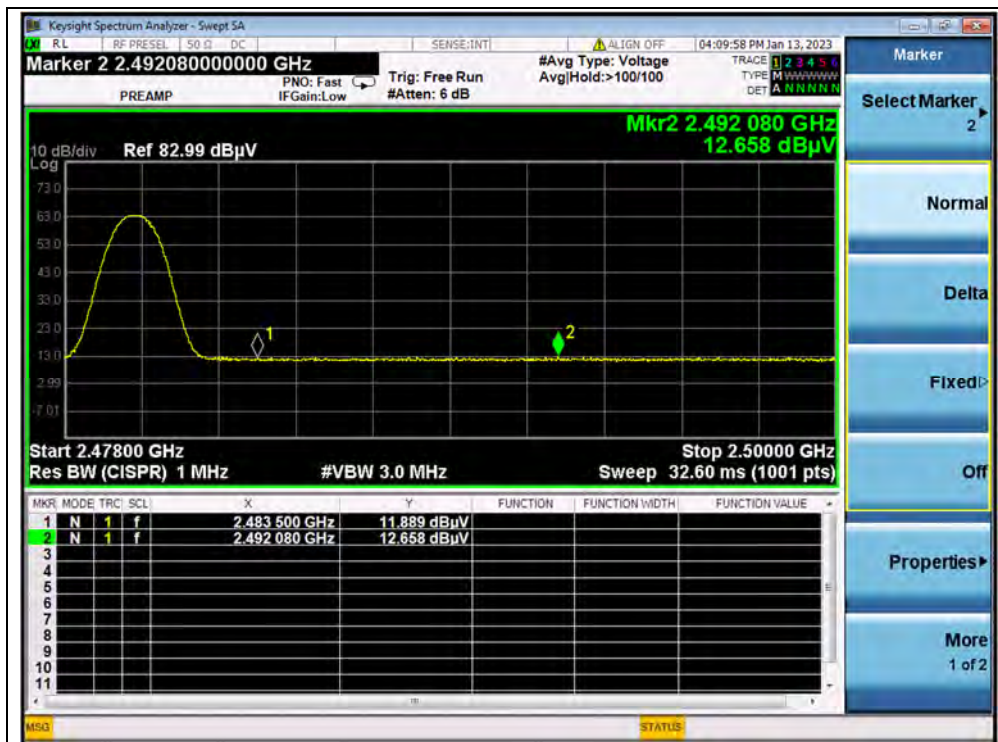 Keysight Spectrum Analyzer - Swept SA
LXI RL RF PRESEL 50 Ω DC SENSE:INT ALIGN OFF 04:09:58 PM Jan 13, 2023
Marker 2 2.492080000000 GHz
PREAMP
PNO: Fast
IFGain:Low
Trig: Free Run
#Atten: 6 dB
#Avg Type: Voltage
Avg|Hold:>100/100
TRACE 1 2 3 4 5 6
TYPE M WWWWW
DET A N N N N N
Mkr2 2.492 080 GHz
12.658 dBµV
10 dB/div Ref 82.99 dBµV
Log
73.0
63.0
53.0
43.0
33.0
23.0
13.0
2.99
-7.01
1
2
Start 2.47800 GHz Stop 2.50000 GHz
Res BW (CISPR) 1 MHz #VBW 3.0 MHz Sweep 32.60 ms (1001 pts)
MKR MODE TRC SCL X Y FUNCTION FUNCTION WIDTH FUNCTION VALUE
1 N 1 f 2.483 500 GHz 11.889 dBµV
2 N 1 f 2.492 080 GHz 12.658 dBµV
3
4
5
6
7
8
9
10
11
MSG STATUS
Marker
Select Marker
2
Normal
Delta
Fixed
Off
Properties
More
1 of 2